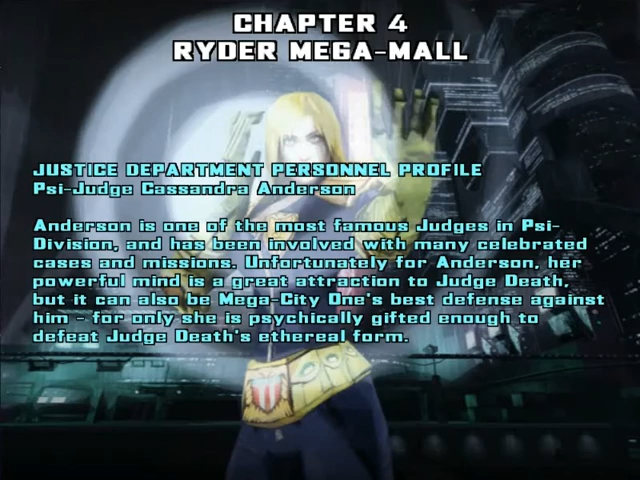 CHAPTER 4
RYDER MEGA-MALL
JUSTICE DEPARTMENT PERSONNEL PROFILE
Psi-Judge Cassandra Anderson
Anderson is one of the most famous Judges in Psi-
Division, and has been involved with many celebrated
cases and missions. Unfortunately for Anderson, her
powerful mind is a great attraction to Judge Death,
but it can also be Mega-City One's best defense against
him - for only she is psychically gifted enough to
defeat Judge Death's ethereal form.